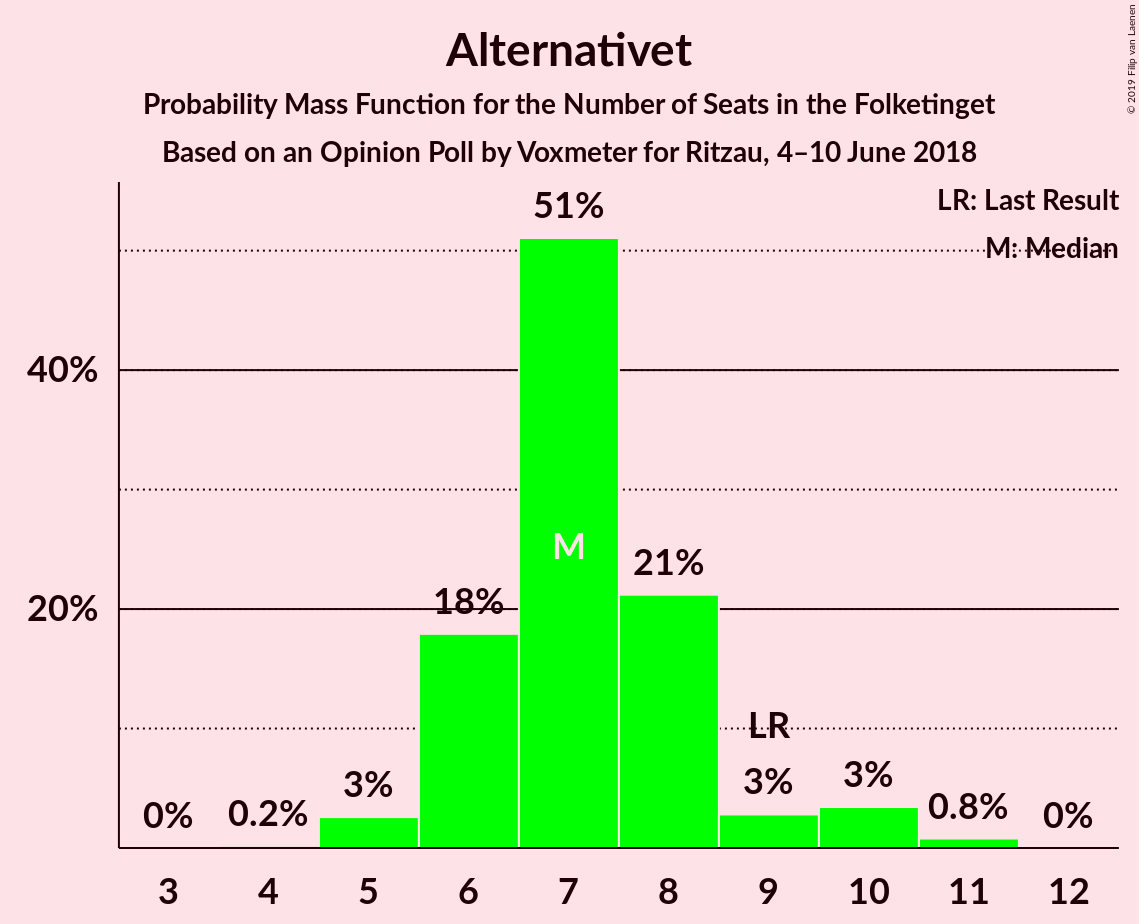 Alternativet
Probability Mass Function for the Number of Seats in the Folketinget
Based on an Opinion Poll by Voxmeter for Ritzau, 4–10 June 2018
© 2019 Filip van Laenen
LR: Last Result
M: Median
40%
20%
0%
0.2%
3%
18%
51%
M
21%
LR
3%
3%
0.8%
0%
3 4 5 6 7 8 9 10 11 12